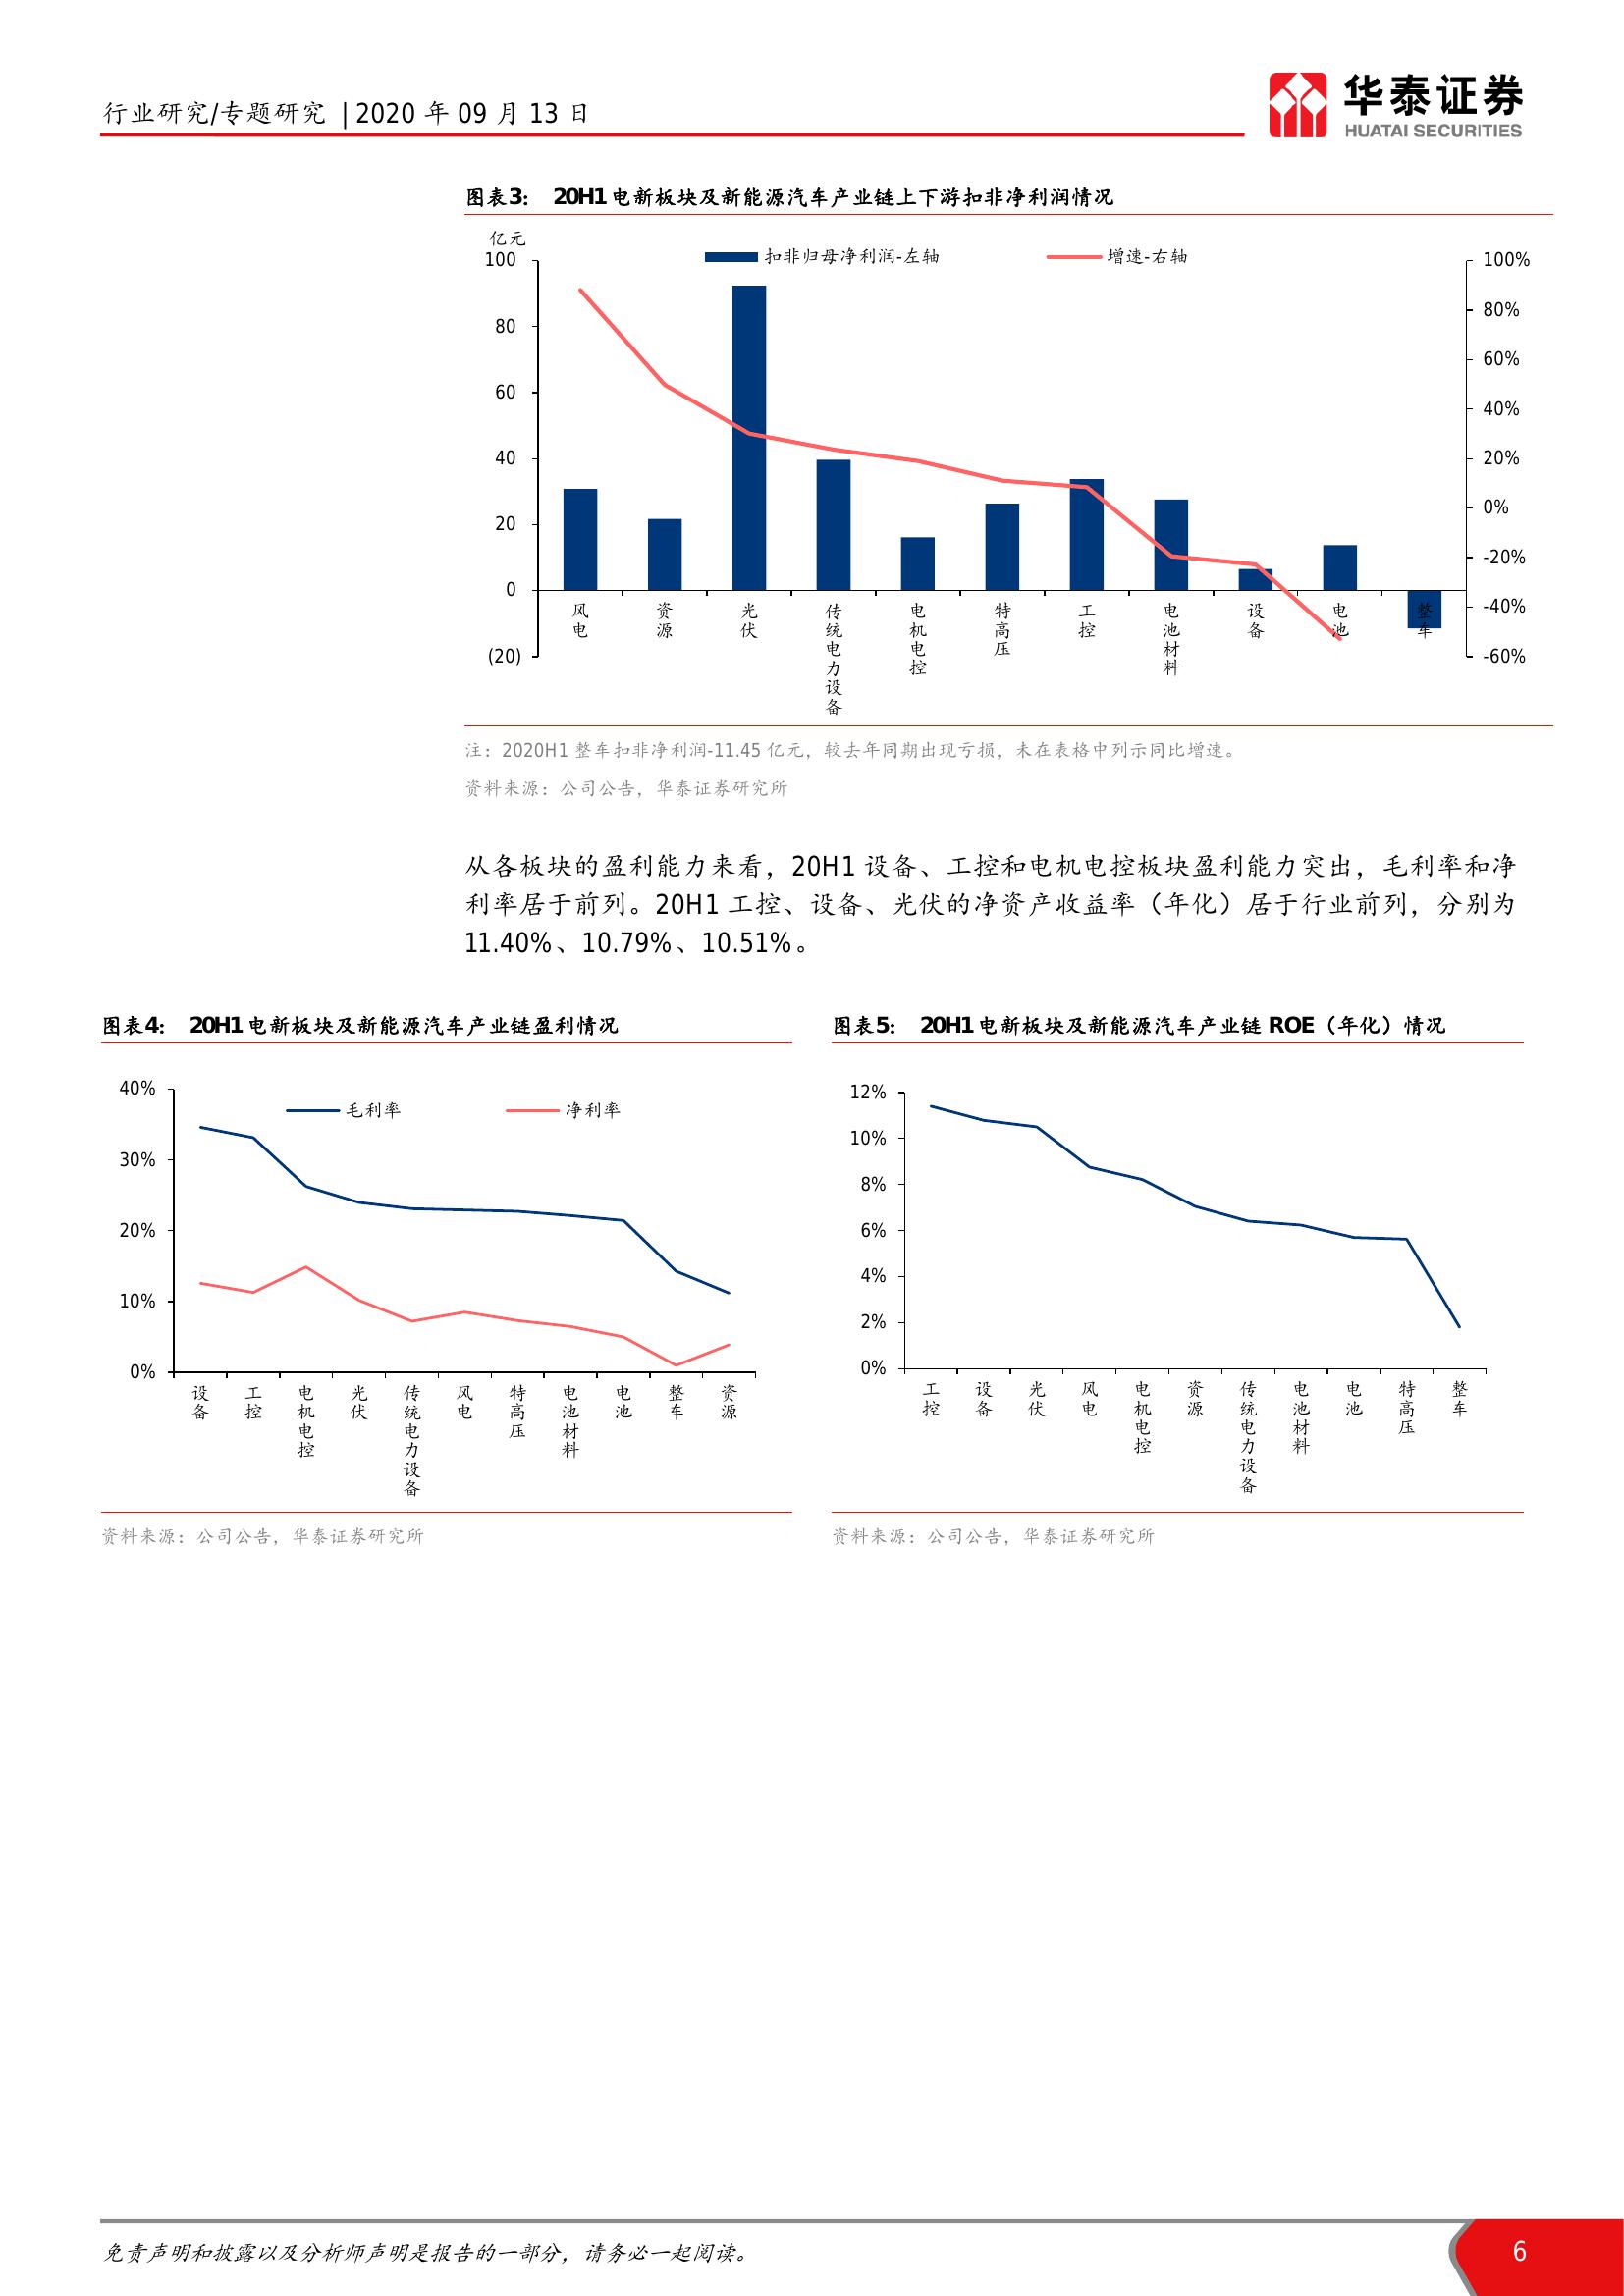 行业研究/专题研究 | 2020 年 09 月 13 日
华泰证券
HUATAI SECURITIES
图表3: 20H1 电新板块及新能源汽车产业链上下游扣非净利润情况
亿元
扣非归母净利润-左轴 增速-右轴
100
80
60
40
20
0
(20)
100%
80%
60%
40%
20%
0%
-20%
-40%
-60%
风电 资源 光伏 传统电力设备 电机电控 特高压 工控 电池材料 设备 电池 整车
注：2020H1 整车扣非净利润-11.45 亿元，较去年同期出现亏损，未在表格中列示同比增速。
资料来源：公司公告，华泰证券研究所
从各板块的盈利能力来看，20H1 设备、工控和电机电控板块盈利能力突出，毛利率和净
利率居于前列。20H1 工控、设备、光伏的净资产收益率（年化）居于行业前列，分别为
11.40%、10.79%、10.51%。
图表4: 20H1 电新板块及新能源汽车产业链盈利情况
毛利率 净利率
40%
30%
20%
10%
0%
设备 工控 电机电控 光伏 传统电力设备 风电 特高压 电池材料 电池 整车 资源
资料来源：公司公告，华泰证券研究所
图表5: 20H1 电新板块及新能源汽车产业链 ROE（年化）情况
12%
10%
8%
6%
4%
2%
0%
工控 设备 光伏 风电 电机电控 资源 传统电力设备 电池材料 电池 特高压 整车
资料来源：公司公告，华泰证券研究所
免责声明和披露以及分析师声明是报告的一部分，请务必一起阅读。
6